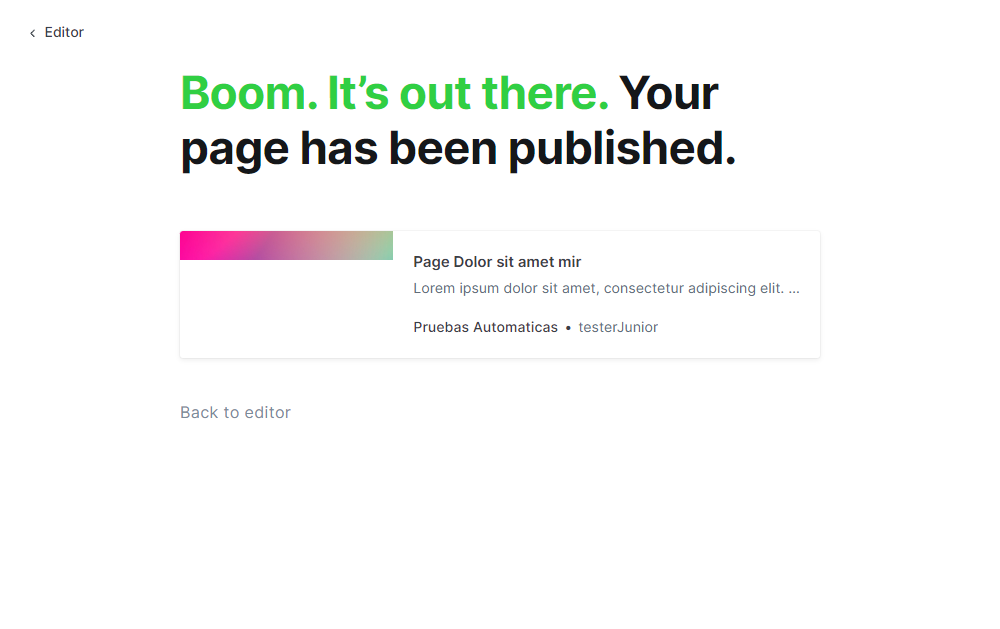 Editor
Boom. It’s out there. Your
page has been published.
Page Dolor sit amet mir
Lorem ipsum dolor sit amet, consectetur adipiscing elit. ...
Pruebas Automaticas • testerJunior
Back to editor